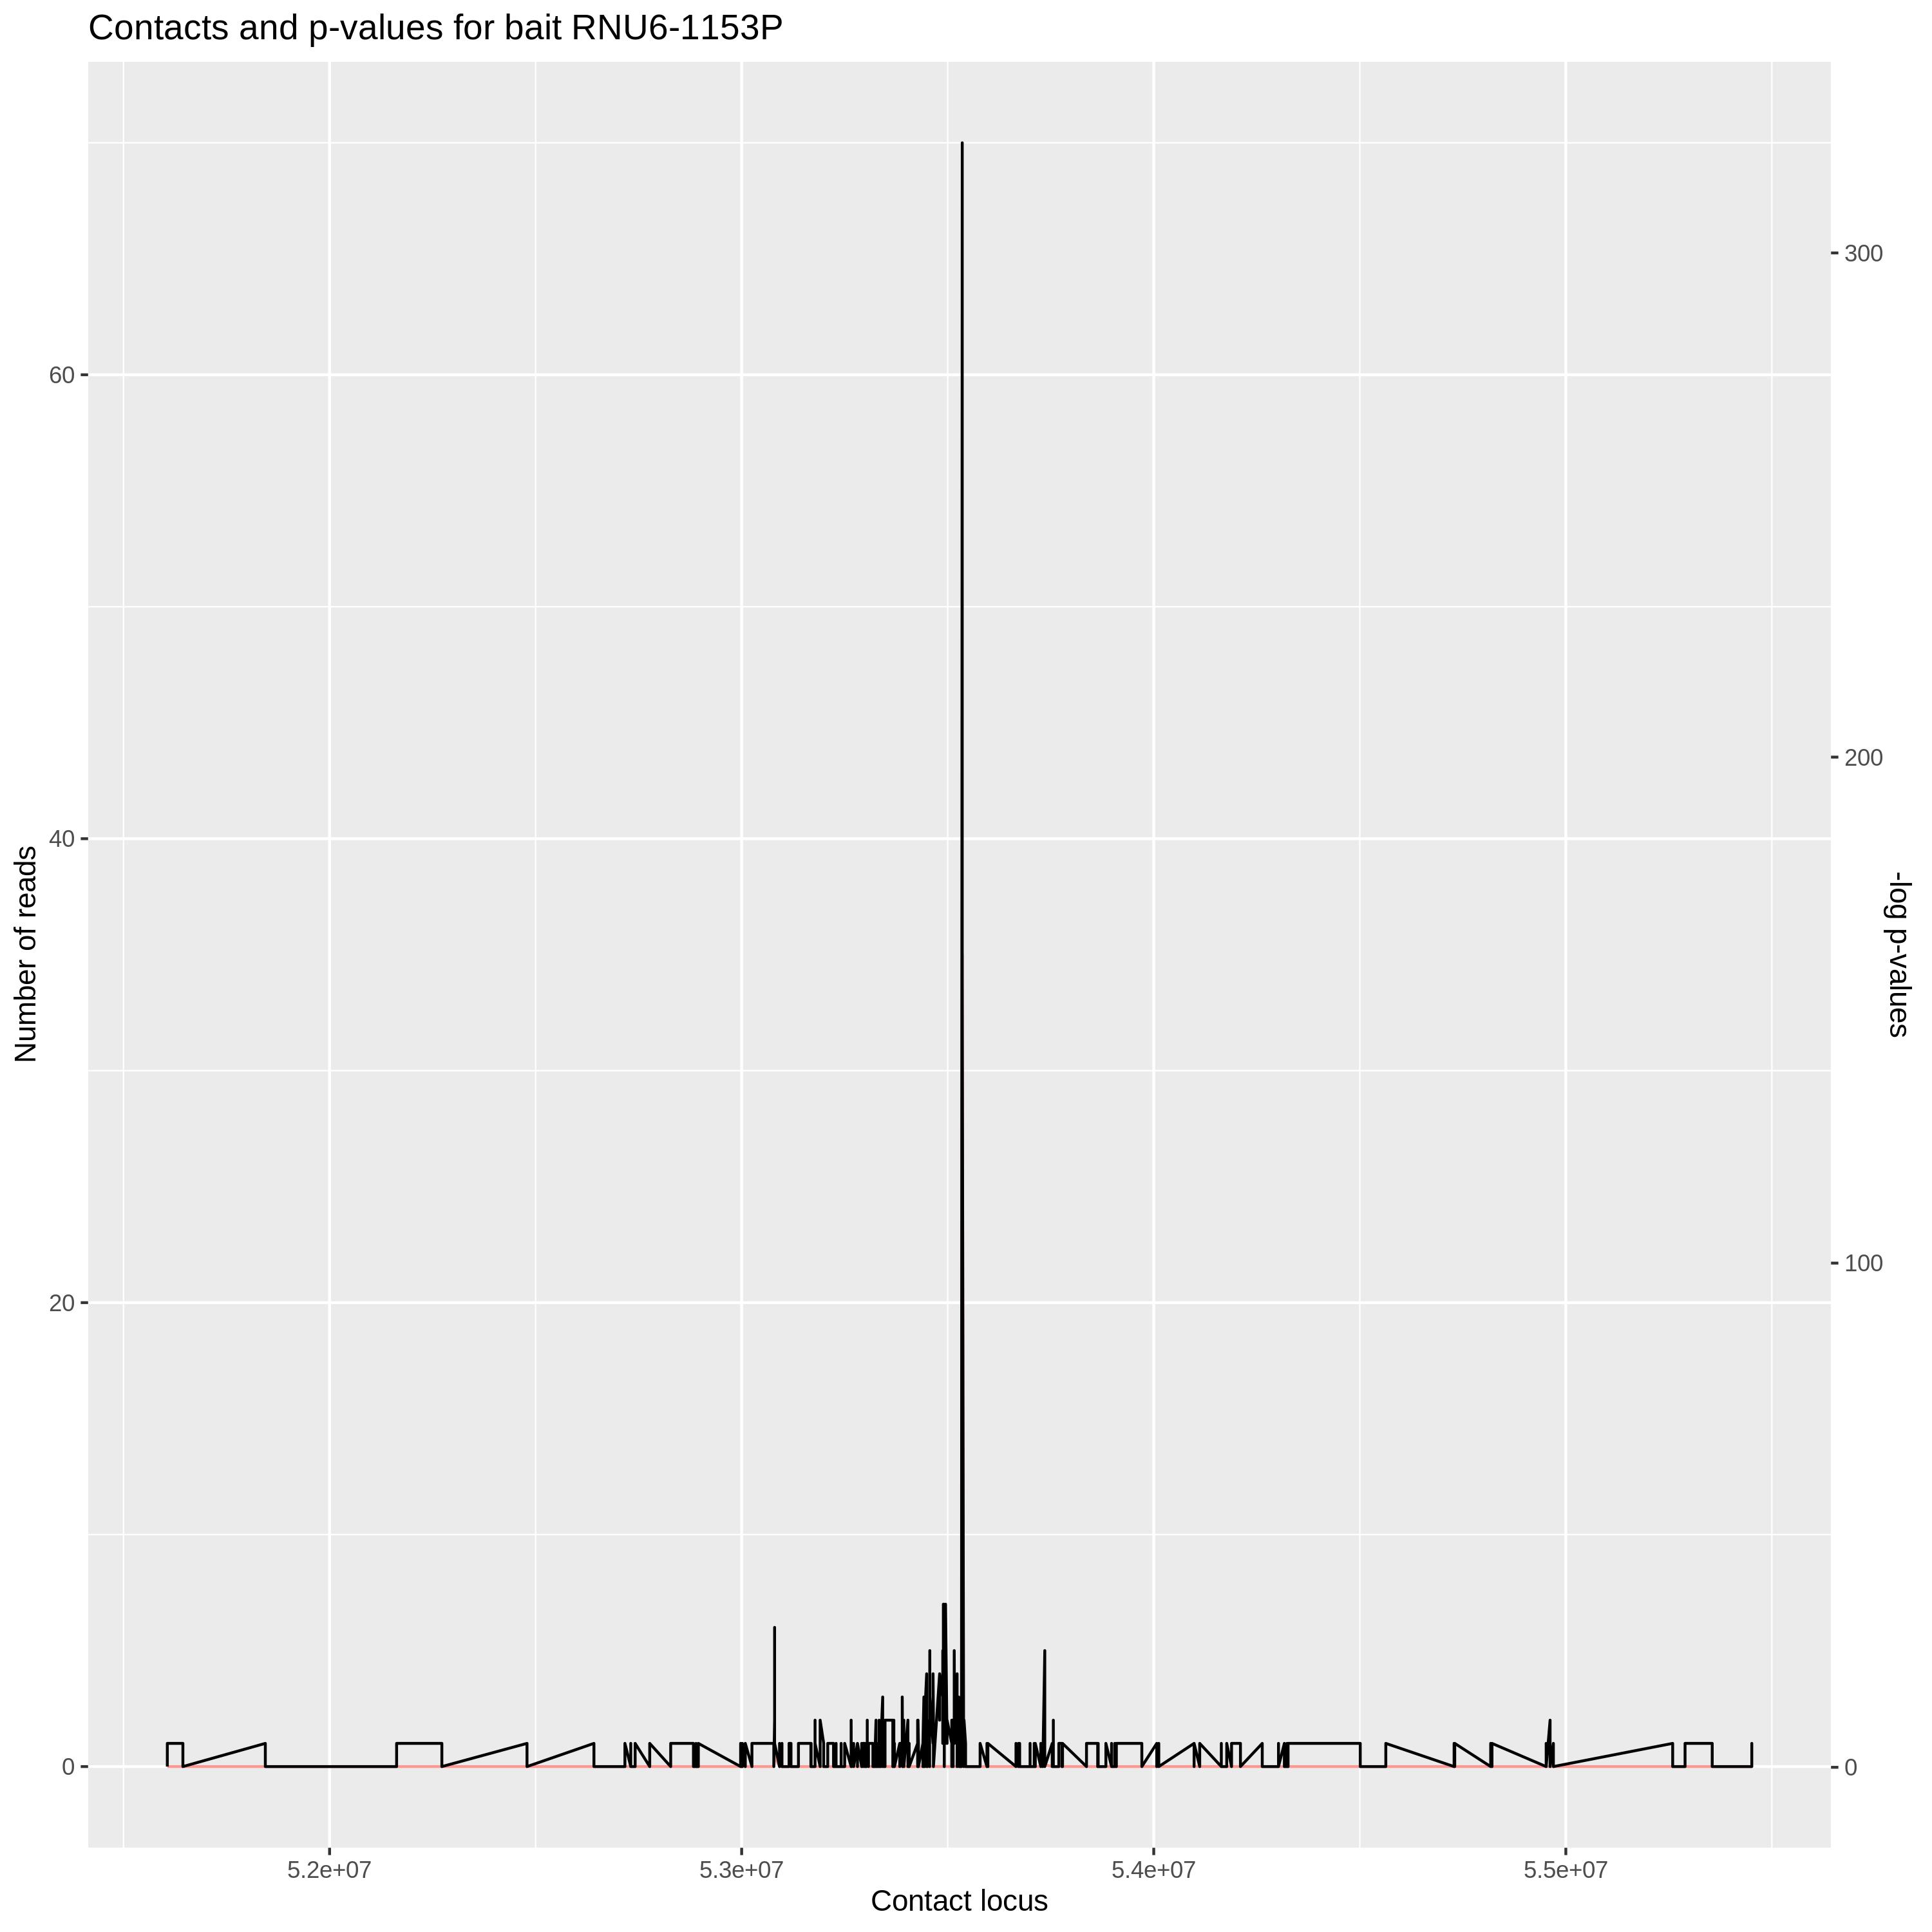 Contacts and p-values for bait RNU6-1153P
Number of reads
60
40
20
0
300
200
100
0
-log p-values
5.2e+07
5.3e+07
5.4e+07
5.5e+07
Contact locus